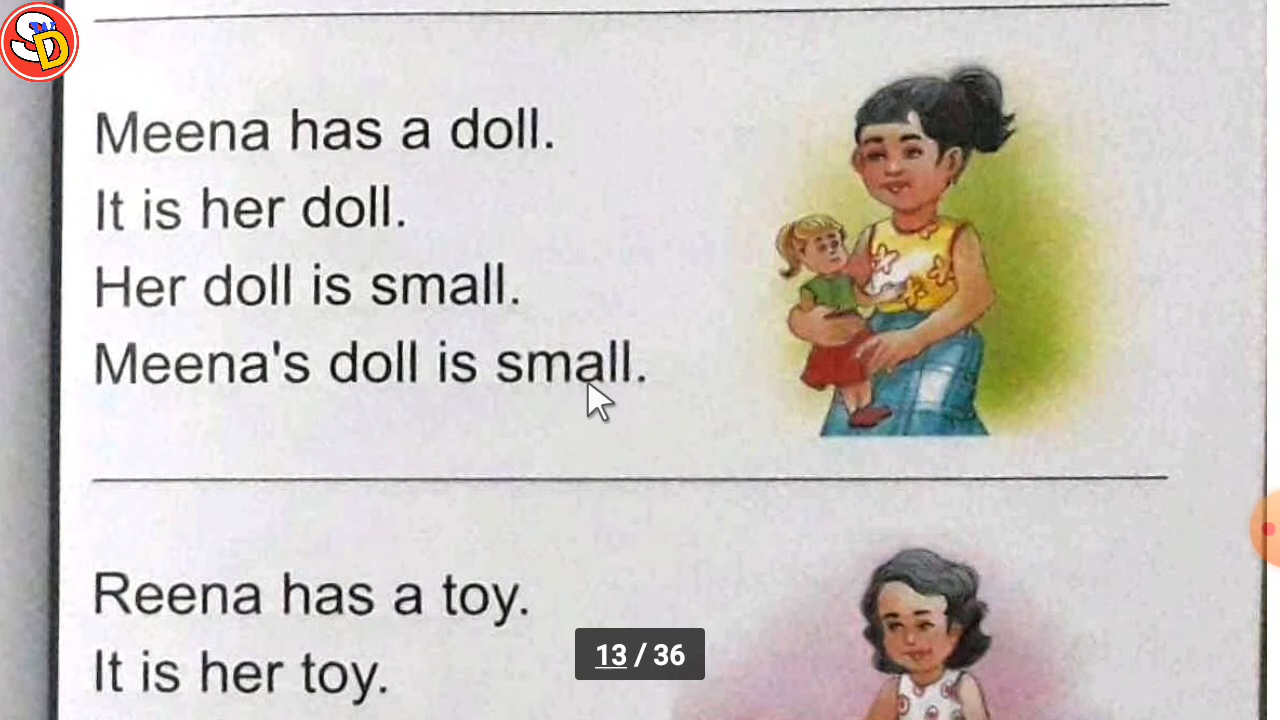 SD
Meena has a doll.
It is her doll.
Her doll is small.
Meena's doll is small.
Reena has a toy.
It is her toy.
13 / 36